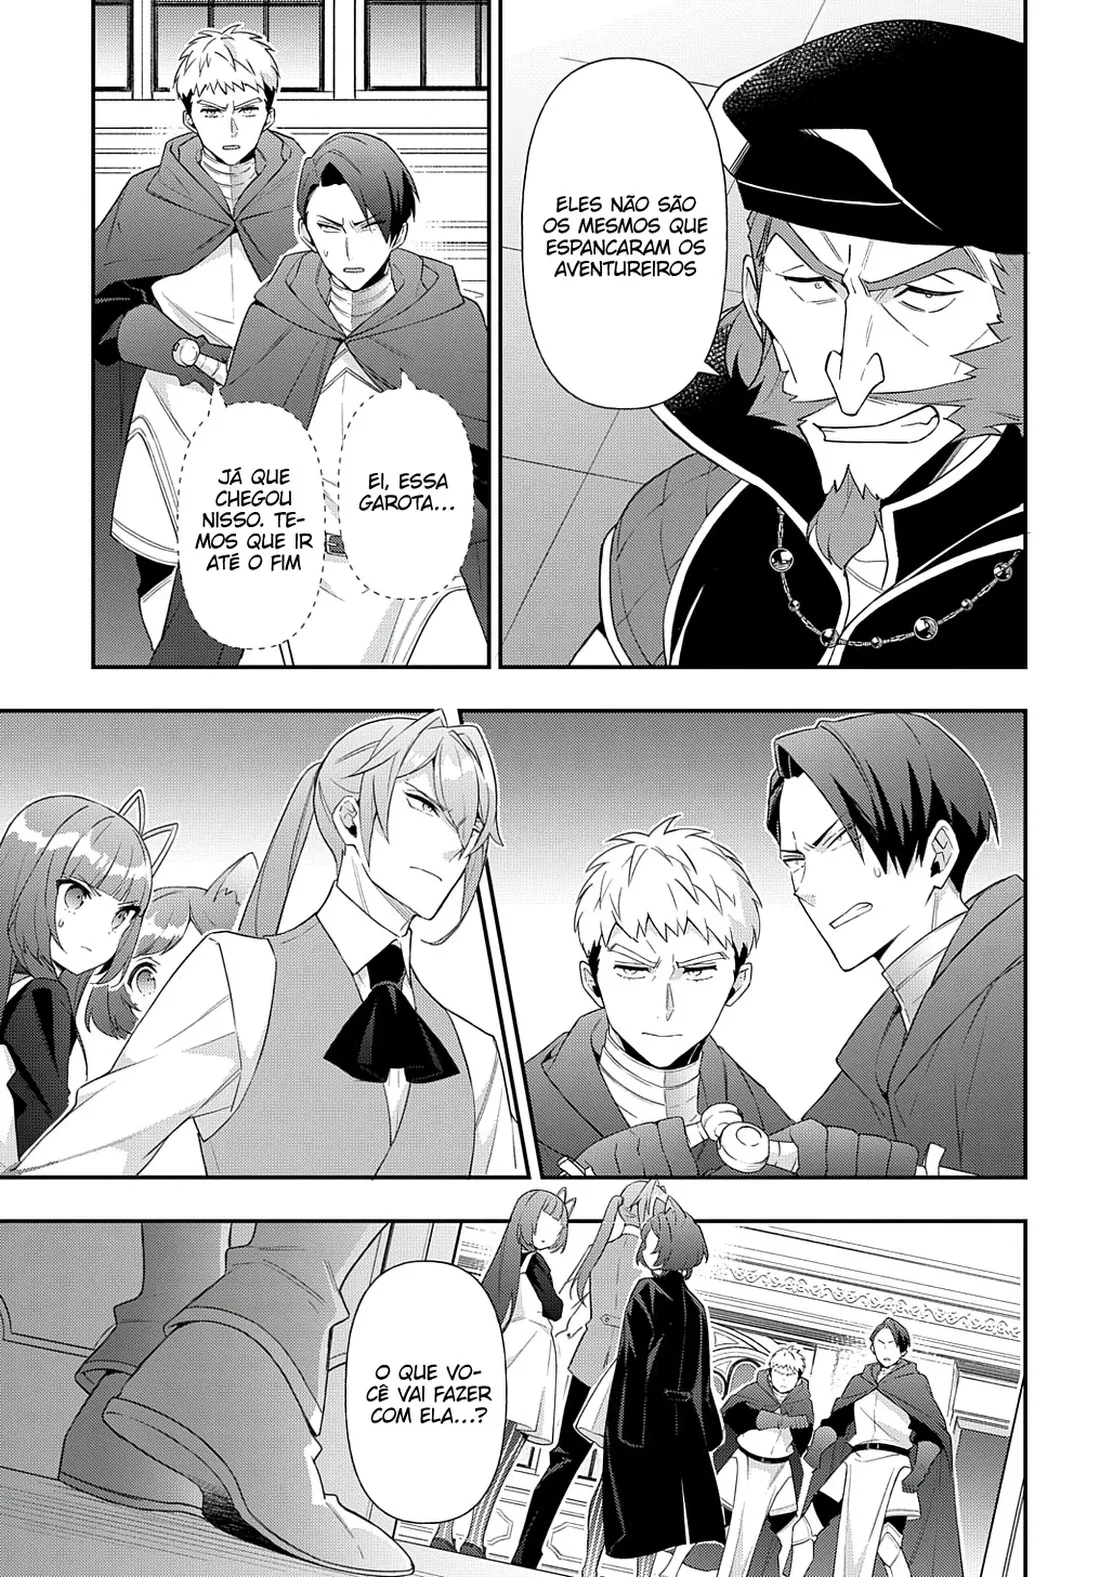 ELES NÃO SÃO
OS MESMOS QUE
ESPANCARAM OS
AVENTUREIROS
EI, ESSA
GAROTA...
JÁ QUE
CHEGOU
NISSO. TE-
MOS QUE IR
ATÉ O FIM
O QUE VO-
CÊ VAI FAZER
COM ELA...?